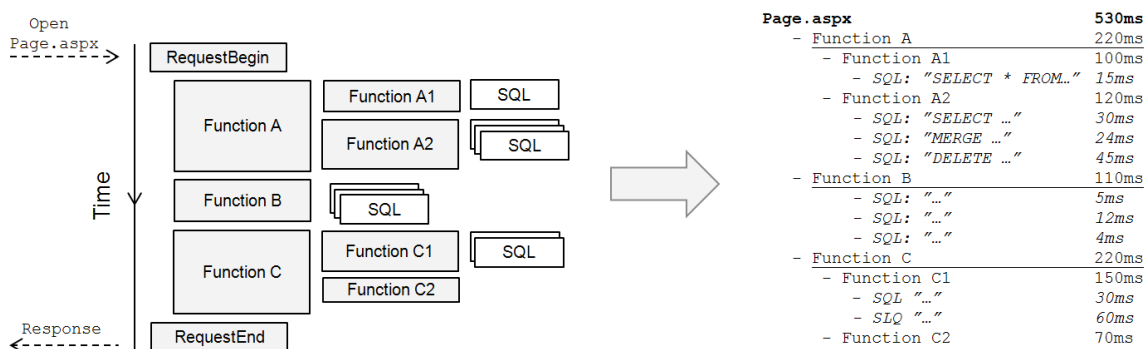 Open
Page.aspx
RequestBegin
Function A
Function A1
SQL
Function A2
SQL
Time
Function B
SQL
Function C
Function C1
SQL
Function C2
Response
RequestEnd
Page.aspx 530ms
- Function A 220ms
- Function A1 100ms
- SQL: "SELECT * FROM…" 15ms
- Function A2 120ms
- SQL: "SELECT …" 30ms
- SQL: "MERGE …" 24ms
- SQL: "DELETE …" 45ms
- Function B 110ms
- SQL: "…" 5ms
- SQL: "…" 12ms
- SQL: "…" 4ms
- Function C 220ms
- Function C1 150ms
- SQL "…" 30ms
- SLQ "…" 60ms
- Function C2 70ms